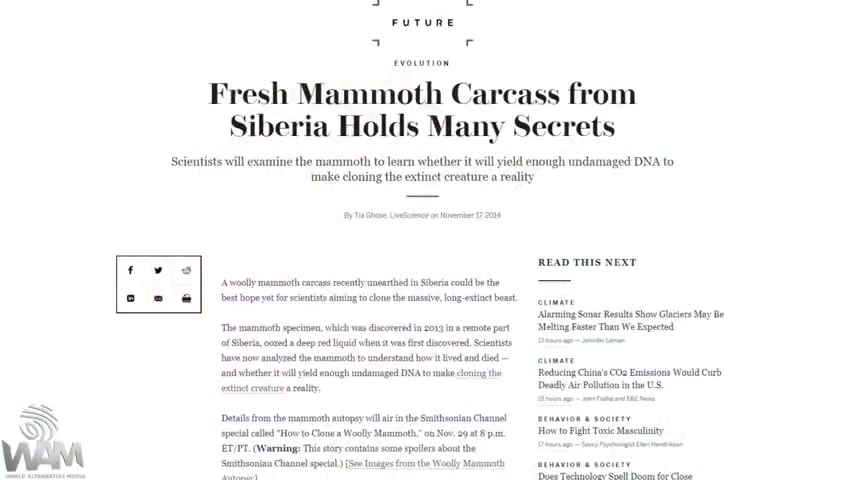 FUTURE
EVOLUTION
Fresh Mammoth Carcass from
Siberia Holds Many Secrets
Scientists will examine the mammoth to learn whether it will yield enough undamaged DNA to
make cloning the extinct creature a reality
By Tia Ghose, LiveScience on November 17, 2014
A woolly mammoth carcass recently unearthed in Siberia could be the
best hope yet for scientists aiming to clone the massive, long-extinct beast.
The mammoth specimen, which was discovered in 2013 in a remote part
of Siberia, oozed a deep red liquid when it was first discovered. Scientists
have now analyzed the mammoth to understand how it lived and died —
and whether it will yield enough undamaged DNA to make cloning the
extinct creature a reality.
Details from the mammoth autopsy will air in the Smithsonian Channel
special called "How to Clone a Woolly Mammoth," on Nov. 29 at 8 p.m.
ET/PT. (Warning: This story contains some spoilers about the
Smithsonian Channel special.) [See Images from the Woolly Mammoth
Autopsy]
READ THIS NEXT
CLIMATE
Alarming Sonar Results Show Glaciers May Be
Melting Faster Than We Expected
13 hours ago — Jennifer Leman
CLIMATE
Reducing China's CO2 Emissions Would Curb
Deadly Air Pollution in the U.S.
15 hours ago — John Fialka and E&E News
BEHAVIOR & SOCIETY
How to Fight Toxic Masculinity
17 hours ago — Savvy Psychologist Ellen Hendriksen
BEHAVIOR & SOCIETY
Does Technology Spell Doom for Close
WAM
WORLD ALTERNATIVE MEDIA